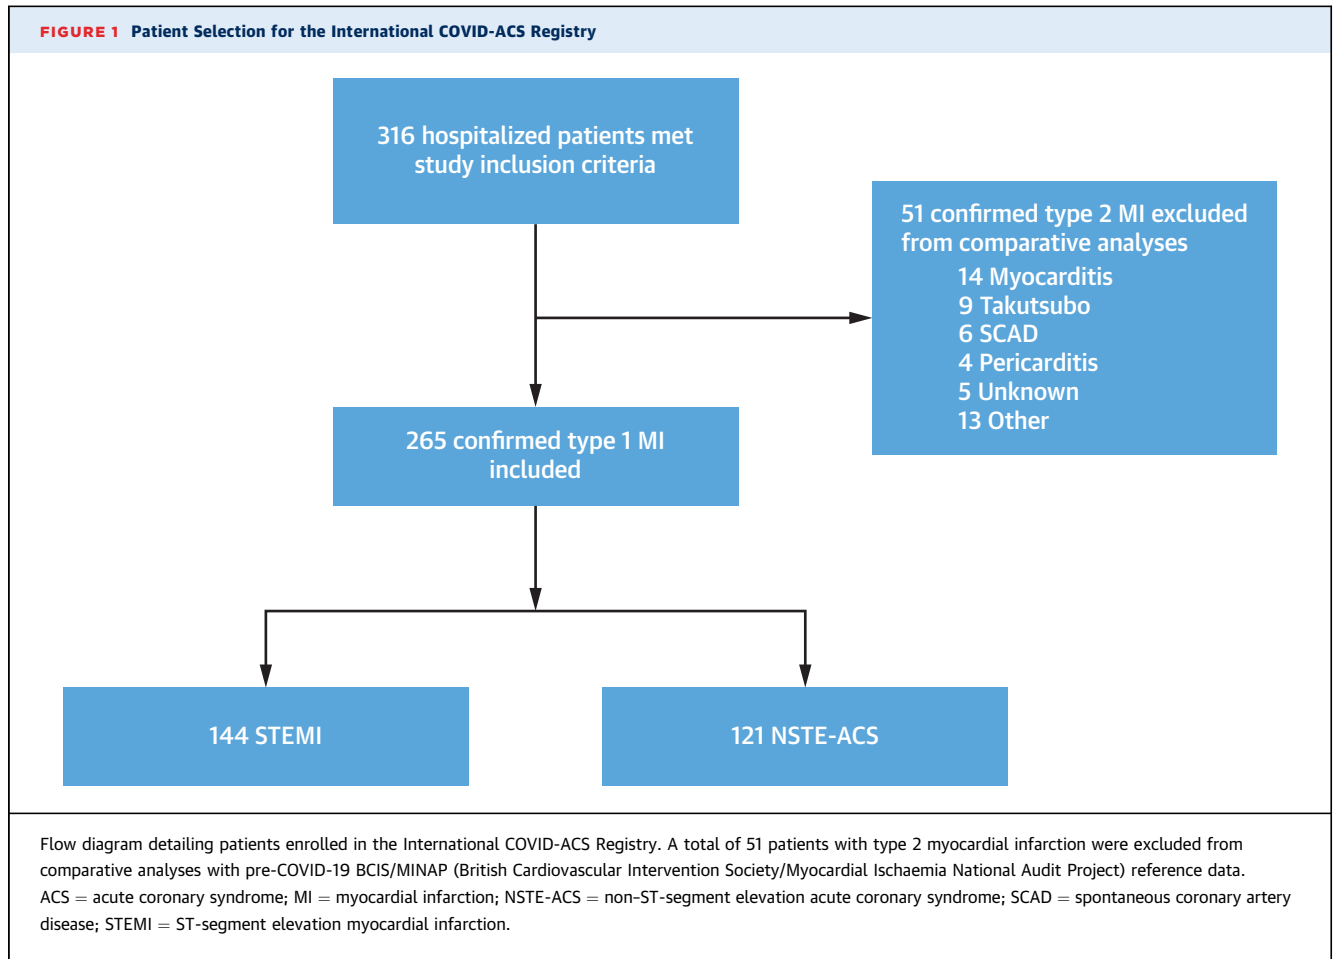 FIGURE 1 Patient Selection for the International COVID-ACS Registry
316 hospitalized patients met
study inclusion criteria
51 confirmed type 2 MI excluded
from comparative analyses
14 Myocarditis
9 Takutsubo
6 SCAD
4 Pericarditis
5 Unknown
13 Other
265 confirmed type 1 MI
included
144 STEMI
121 NSTE-ACS
Flow diagram detailing patients enrolled in the International COVID-ACS Registry. A total of 51 patients with type 2 myocardial infarction were excluded from
comparative analyses with pre-COVID-19 BCIS/MINAP (British Cardiovascular Intervention Society/Myocardial Ischaemia National Audit Project) reference data.
ACS = acute coronary syndrome; MI = myocardial infarction; NSTE-ACS = non–ST-segment elevation acute coronary syndrome; SCAD = spontaneous coronary artery
disease; STEMI = ST-segment elevation myocardial infarction.